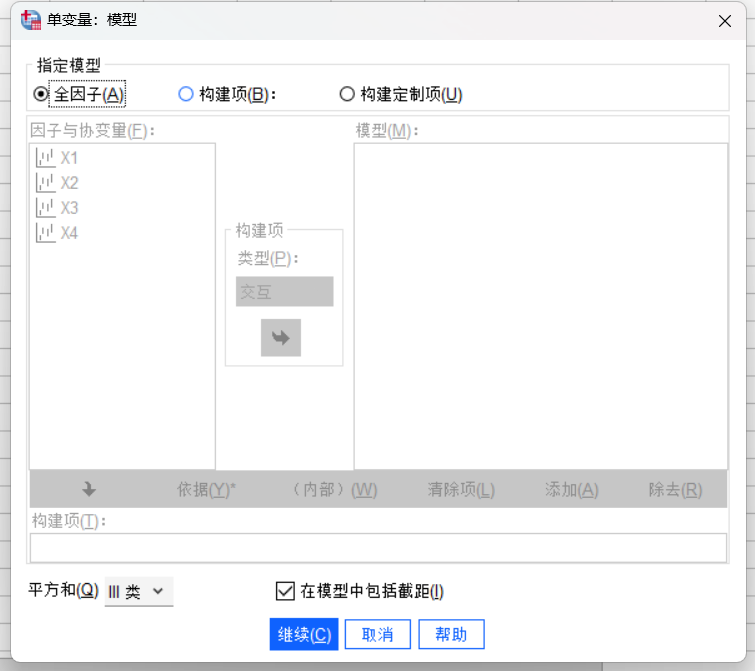 单变量：模型
指定模型
全因子(A) 构建项(B)： 构建定制项(U)
因子与协变量(F)： 模型(M)：
X1
X2
X3
X4
构建项
类型(P)：
交互
依据(Y)* （内部）(W) 清除项(L) 添加(A) 除去(R)
构建项(T)：
平方和(Q) III 类 在模型中包括截距(I)
继续(C) 取消 帮助